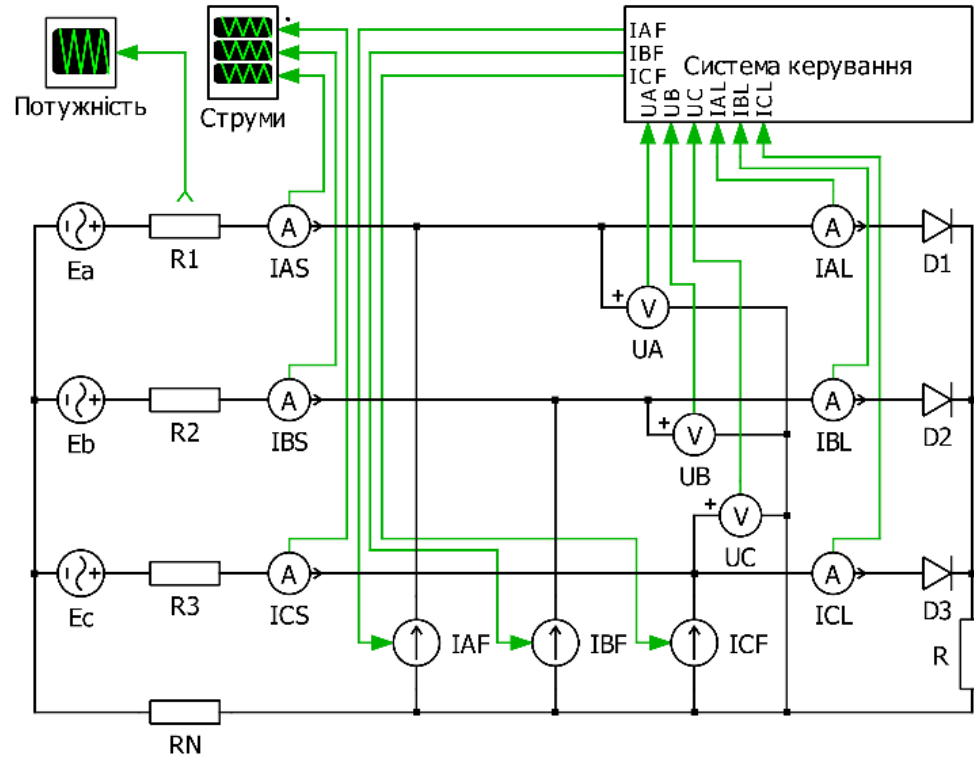 IAF
IBF
ICF
Система керування
UA
UB
UC
IAL
IBL
ICL
Потужність
Струми
Ea
R1
IAS
IAL
D1
UA
Eb
R2
IBS
IBL
D2
UB
UC
Ec
R3
ICS
ICL
D3
IAF
IBF
ICF
R
RN
A
A
V
A
A
V
V
A
A
+
+
+
+
+
+